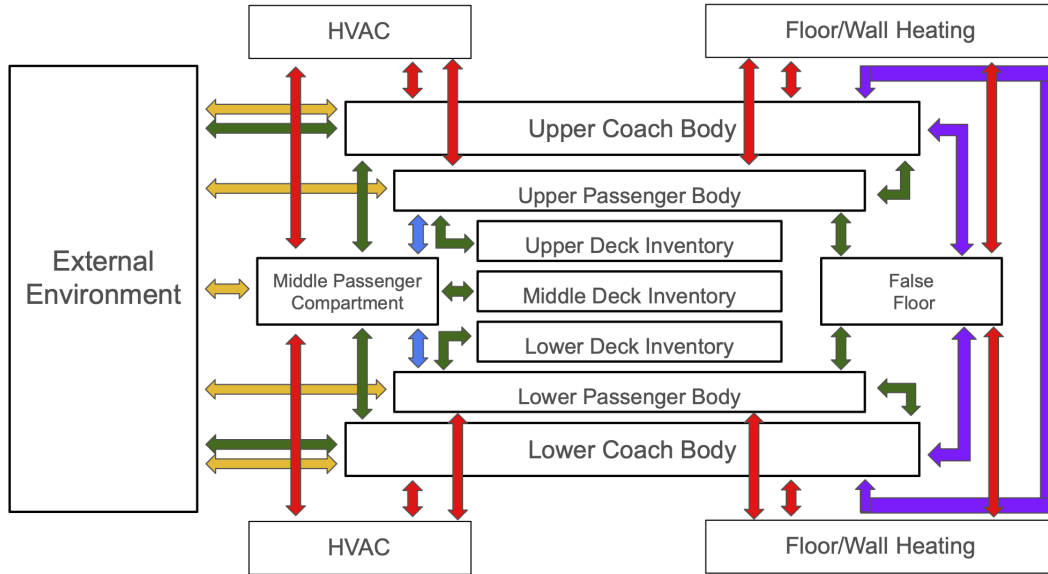 HVAC
Floor/Wall Heating
Upper Coach Body
Upper Passenger Body
Upper Deck Inventory
External
Environment
Middle Passenger
Compartment
Middle Deck Inventory
False
Floor
Lower Deck Inventory
Lower Passenger Body
Lower Coach Body
HVAC
Floor/Wall Heating